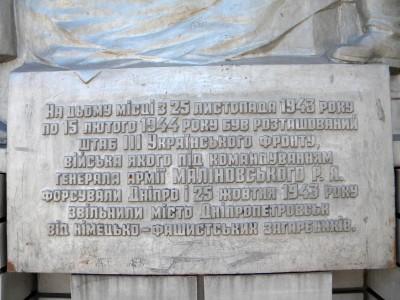 На цьому місці з 25 листопада 1943 року
по 15 лютого 1944 року був розташований
штаб III Українського фронту,
війська якого під командуванням
генерала армії МАЛІНОВСЬКОГО Р. Я.
форсували Дніпро і 25 жовтня 1943 року
звільнили місто Дніпропетровськ
від німецько-фашистських загарбників.